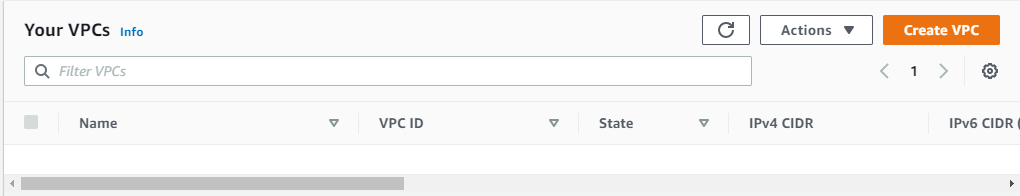 Your VPCs Info Actions Create VPC
Filter VPCs 1
Name VPC ID State IPv4 CIDR IPv6 CIDR (